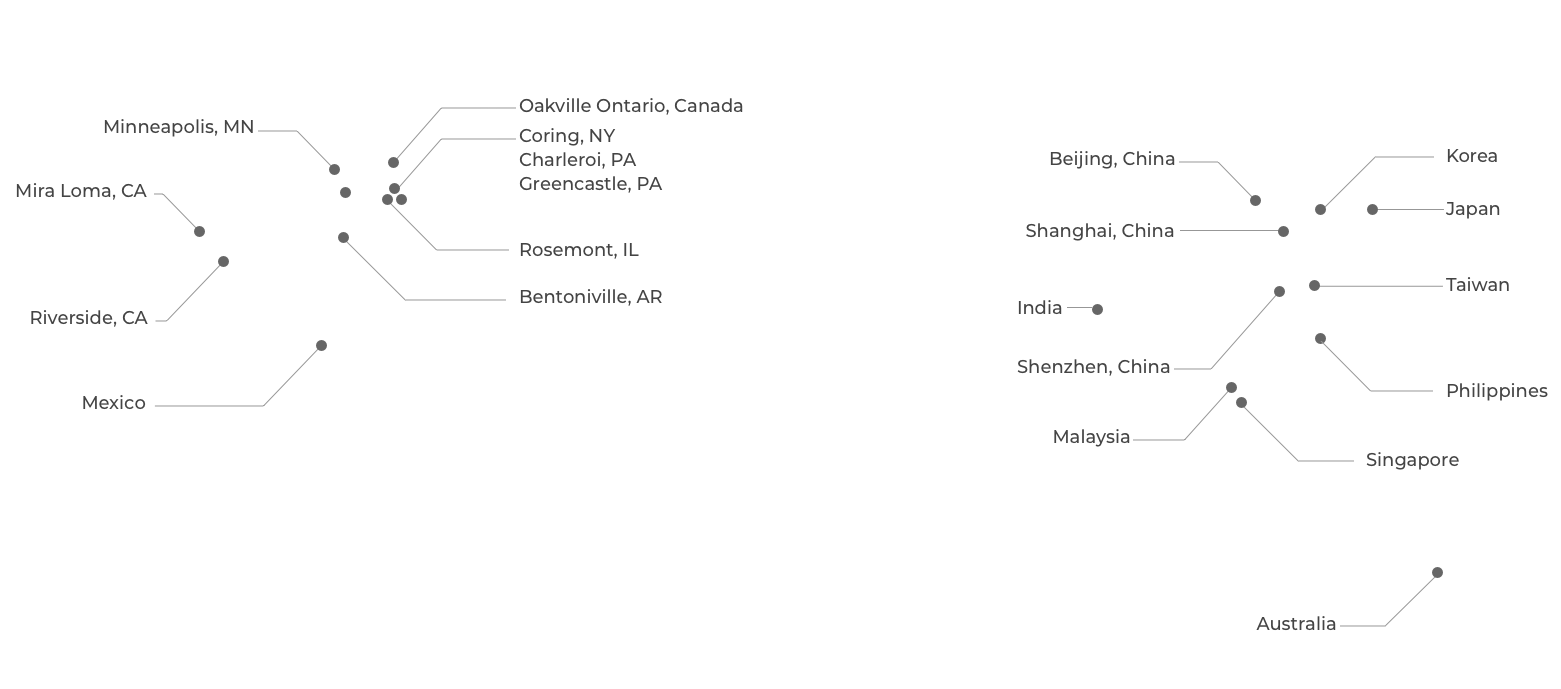 Minneapolis, MN
Mira Loma, CA
Riverside, CA
Mexico
Oakville Ontario, Canada
Coring, NY
Charleroi, PA
Greencastle, PA
Rosemont, IL
Bentoniville, AR
Beijing, China
Shanghai, China
India
Shenzhen, China
Malaysia
Korea
Japan
Taiwan
Philippines
Singapore
Australia